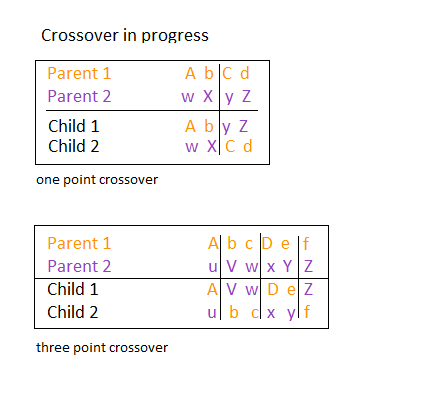 Crossover in progress
Parent 1 A b C d
Parent 2 w X y Z
Child 1 A b y Z
Child 2 w X C d
one point crossover
Parent 1 A b c D e f
Parent 2 u V w x Y Z
Child 1 A V w D e Z
Child 2 u b c x y f
three point crossover